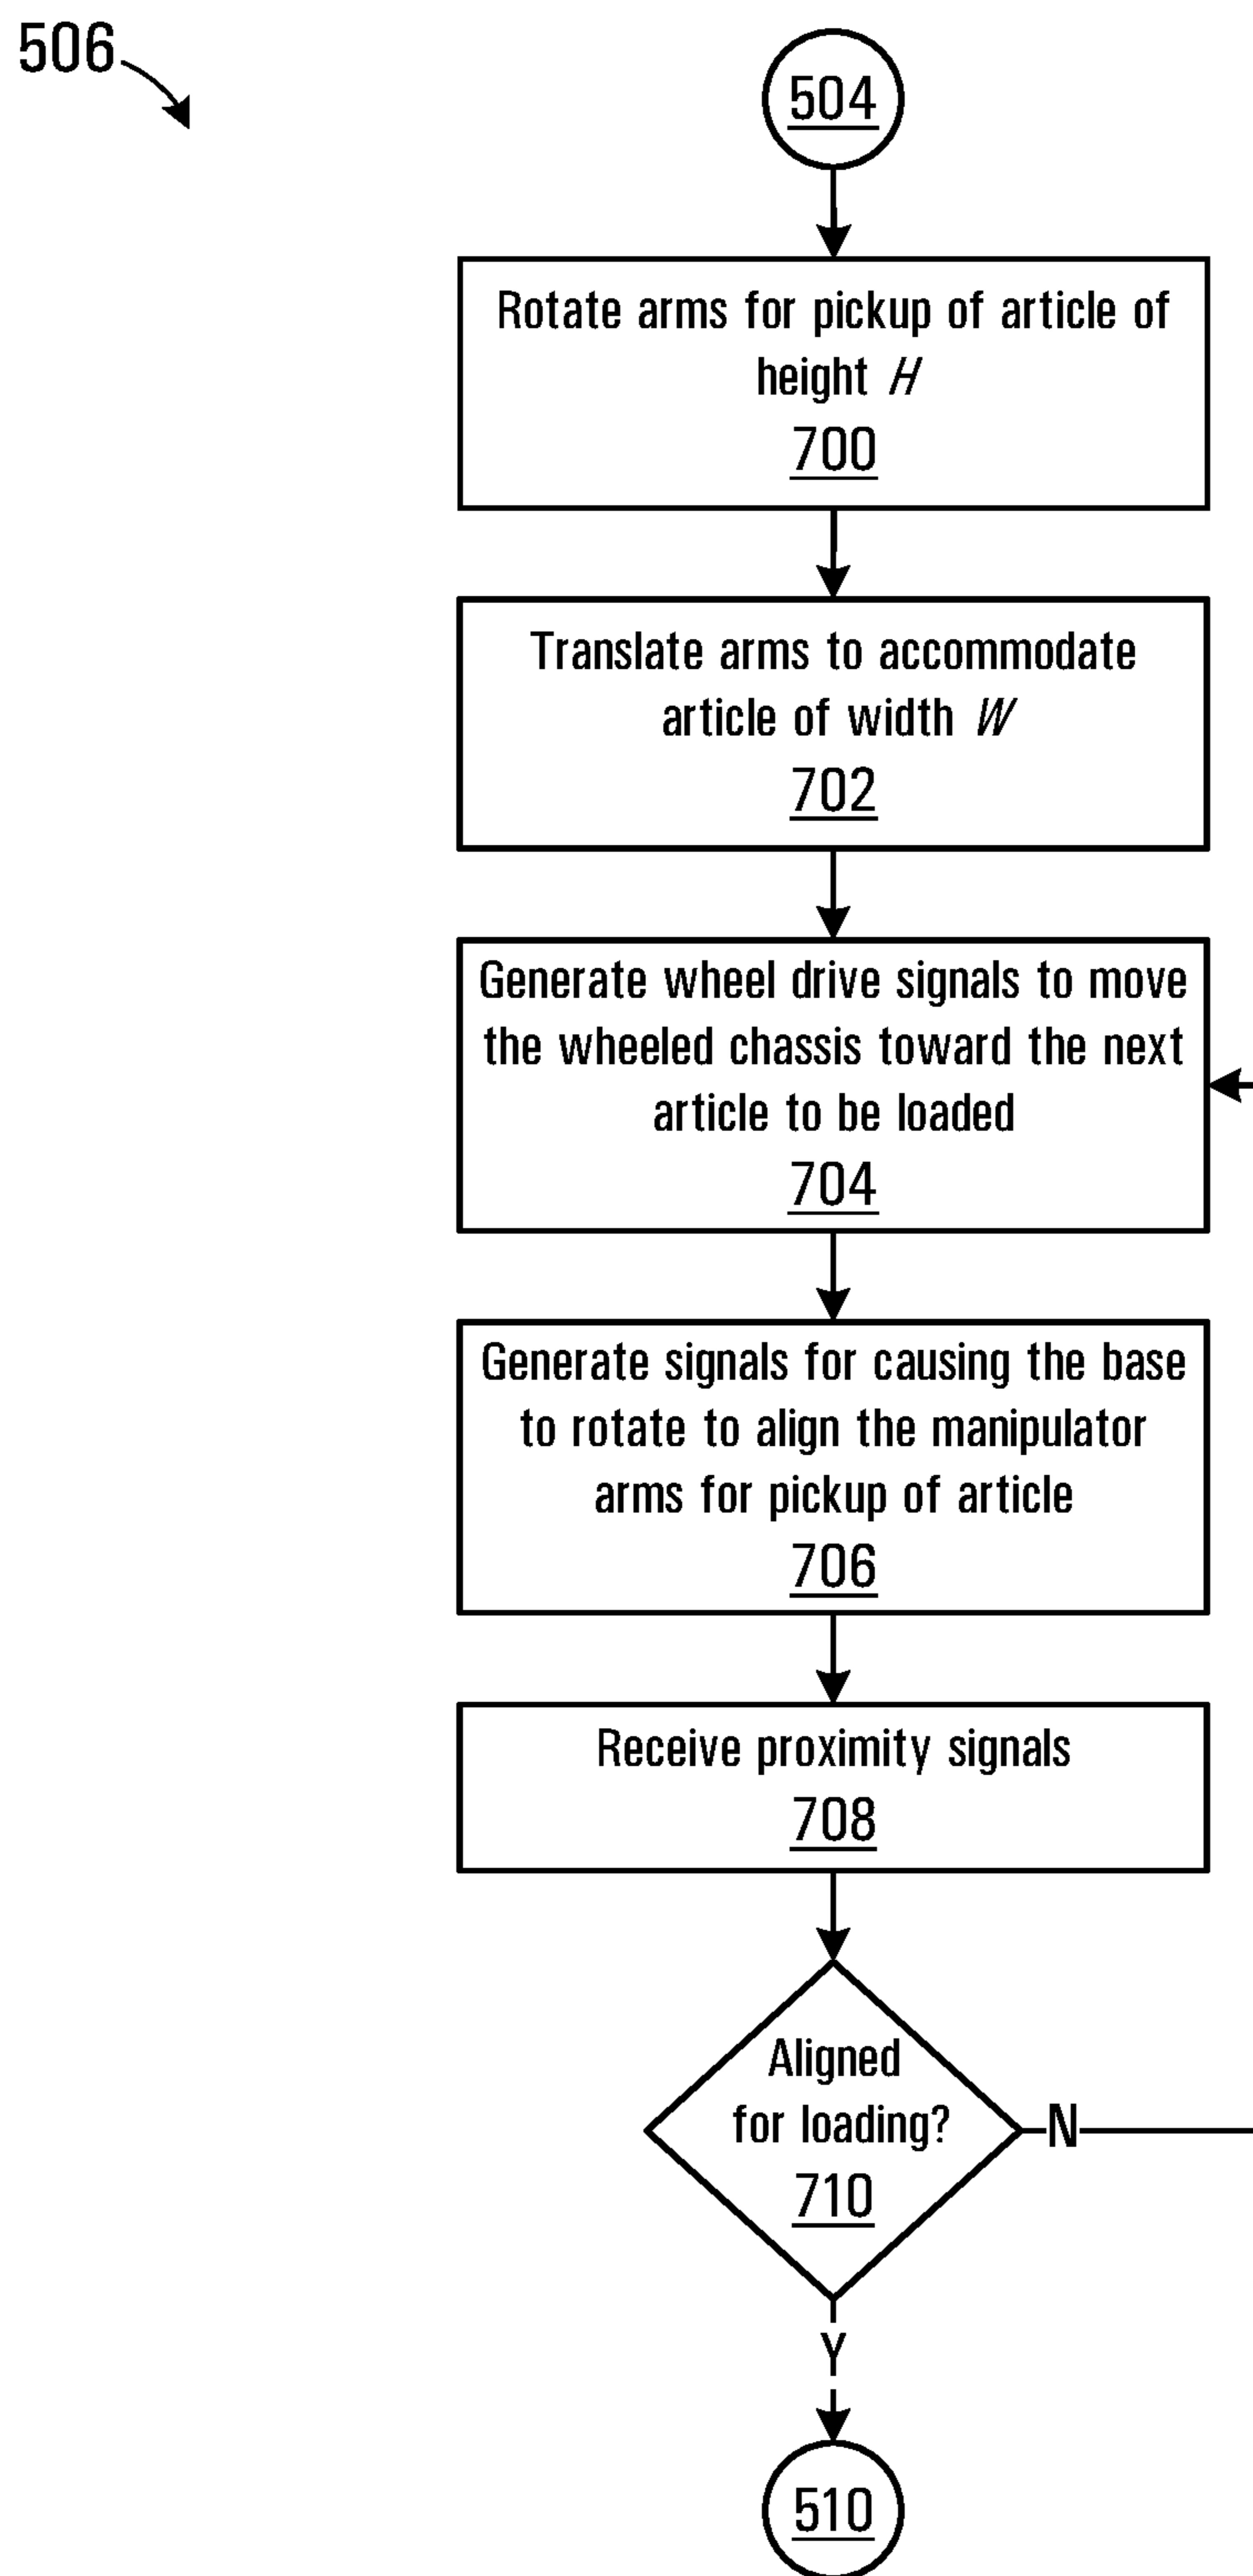 506
504
Rotate arms for pickup of article of
height H
700
Translate arms to accommodate
article of width W
702
Generate wheel drive signals to move
the wheeled chassis toward the next
article to be loaded
704
Generate signals for causing the base
to rotate to align the manipulator
arms for pickup of article
706
Receive proximity signals
708
Aligned
for loading?
710
N
Y
510